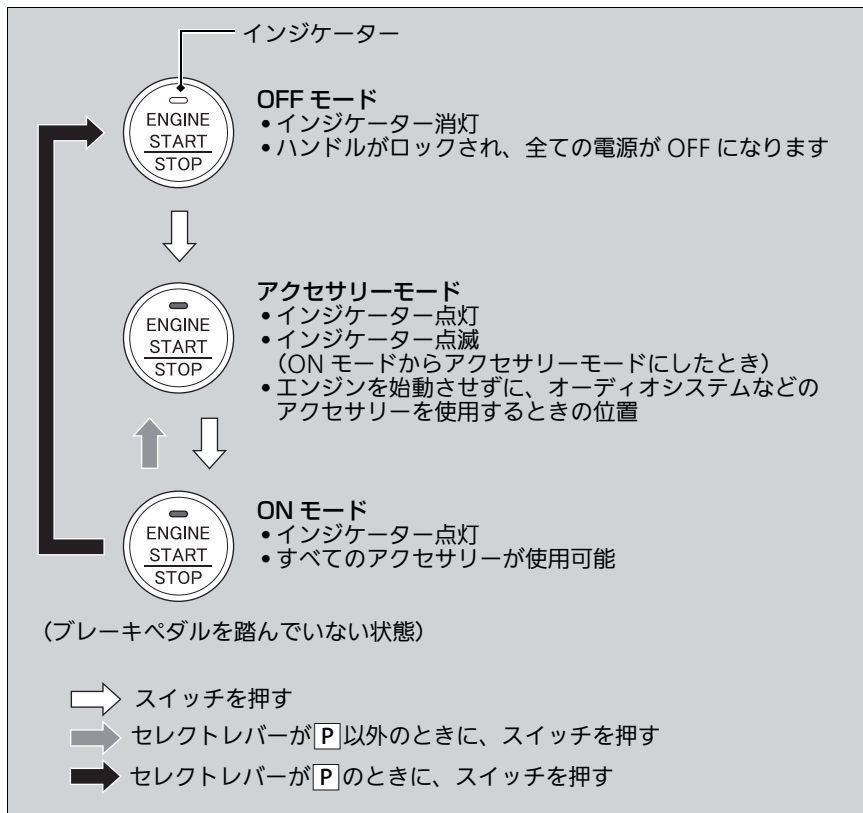 インジケーター
ENGINE
START
STOP
OFF モード
•インジケーター消灯
•ハンドルがロックされ、全ての電源が OFF になります
ENGINE
START
STOP
アクセサリーモード
•インジケーター点灯
•インジケーター点滅
（ON モードからアクセサリーモードにしたとき）
•エンジンを始動させずに、オーディオシステムなどの
アクセサリーを使用するときの位置
ENGINE
START
STOP
ON モード
•インジケーター点灯
•すべてのアクセサリーが使用可能
（ブレーキペダルを踏んでいない状態）
スイッチを押す
セレクトレバーがP以外のときに、スイッチを押す
セレクトレバーがPのときに、スイッチを押す